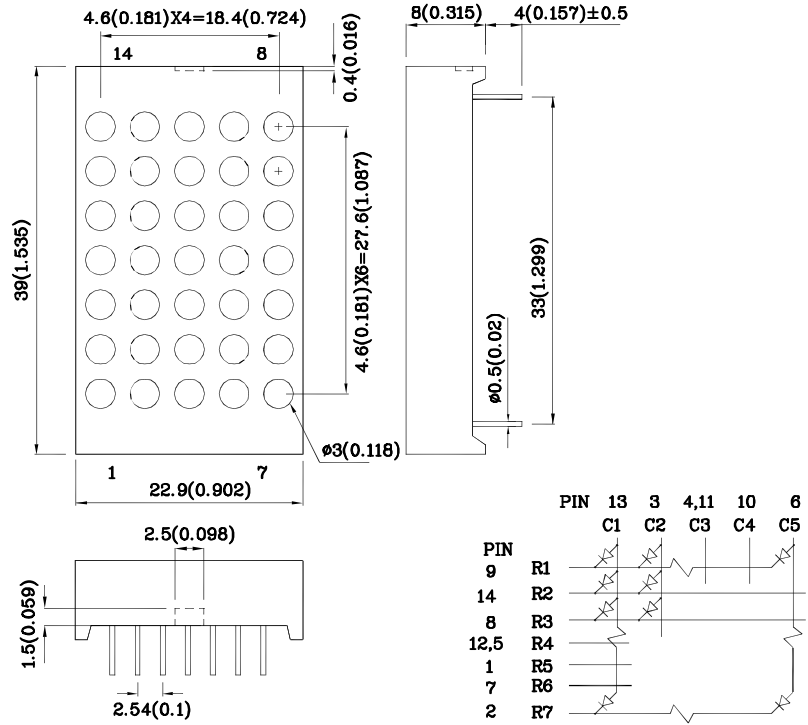 4.6(0.181)X4=18.4(0.724)
14 8
0.4(0.016)
39(1.535)
4.6(0.181)X6=27.6(1.087)
ø3(0.118)
1 7
22.9(0.902)
8(0.315) 4(0.157)±0.5
33(1.299)
ø0.5(0.02)
2.5(0.098)
1.5(0.059)
2.54(0.1)
PIN 13 3 4,11 10 6
C1 C2 C3 C4 C5
PIN
9 R1
14 R2
8 R3
12,5 R4
1 R5
7 R6
2 R7